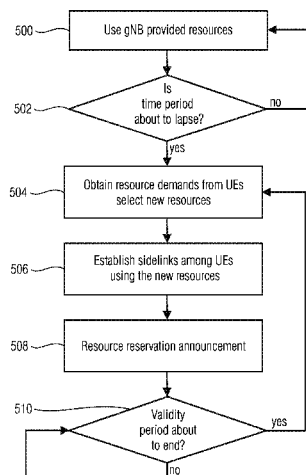 500
Use gNB provided resources
502
Is
time period
about to lapse?
no
yes
504
Obtain resource demands from UEs
select new resources
506
Establish sidelinks among UEs
using the new resources
508
Resource reservation announcement
510
Validity
period about
to end?
yes
no